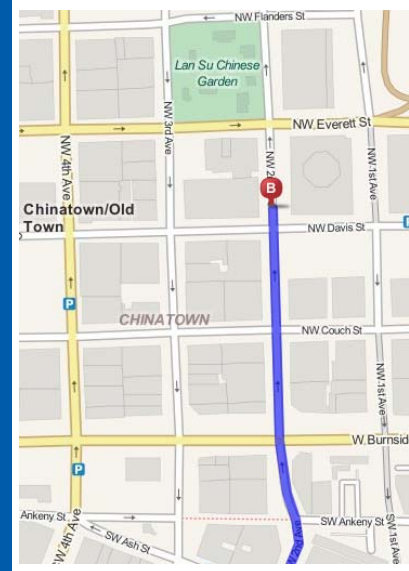 NW Flanders St
Lan Su Chinese
Garden
NW 3rd Ave
NW 4th Ave
NW Everett St
NW 2
NW 1st Ave
B
Chinatown/Old
Town
NW Davis St
P
CHINATOWN
NW Couch St
NW 1st Ave
W Burnsid
P
Ankeny St
SW Ankeny St
SW Ash St
SW 4th Ave
SW 1st Ave